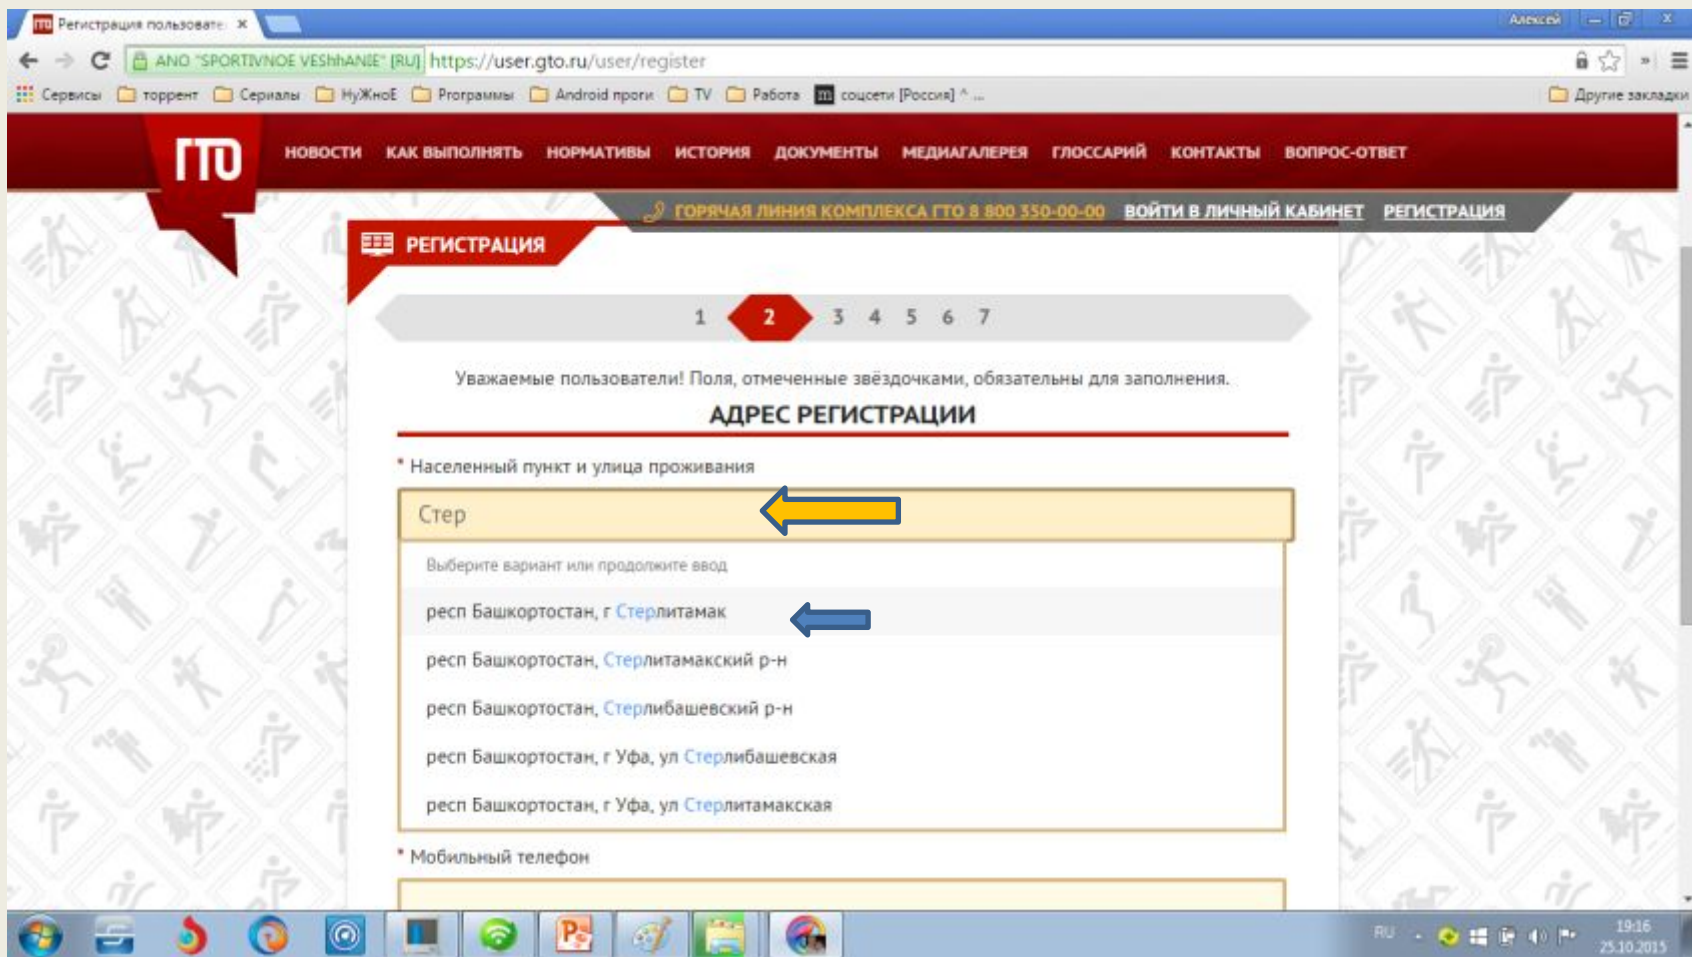 Регистрация пользовате
Алексей
ANO "SPORTIVNOE VEShhANIE" [RU] https://user.gto.ru/user/register
Сервисы торрент Сериалы НуЖноЕ Программы Android проги TV Работа m соцсети [Россия] ^ ... Другие закладки
ГТО НОВОСТИ КАК ВЫПОЛНЯТЬ НОРМАТИВЫ ИСТОРИЯ ДОКУМЕНТЫ МЕДИАГАЛЕРЕЯ ГЛОССАРИЙ КОНТАКТЫ ВОПРОС-ОТВЕТ
ГОРЯЧАЯ ЛИНИЯ КОМПЛЕКСА ГТО 8 800 350-00-00 ВОЙТИ В ЛИЧНЫЙ КАБИНЕТ РЕГИСТРАЦИЯ
РЕГИСТРАЦИЯ
1 2 3 4 5 6 7
Уважаемые пользователи! Поля, отмеченные звёздочками, обязательны для заполнения.
АДРЕС РЕГИСТРАЦИИ
* Населенный пункт и улица проживания
Стер
Выберите вариант или продолжите ввод
респ Башкортостан, г Стерлитамак
респ Башкортостан, Стерлитамакский р-н
респ Башкортостан, Стерлибашевский р-н
респ Башкортостан, г Уфа, ул Стерлибашевская
респ Башкортостан, г Уфа, ул Стерлитамакская
* Мобильный телефон
RU
19:16
25.10.2015